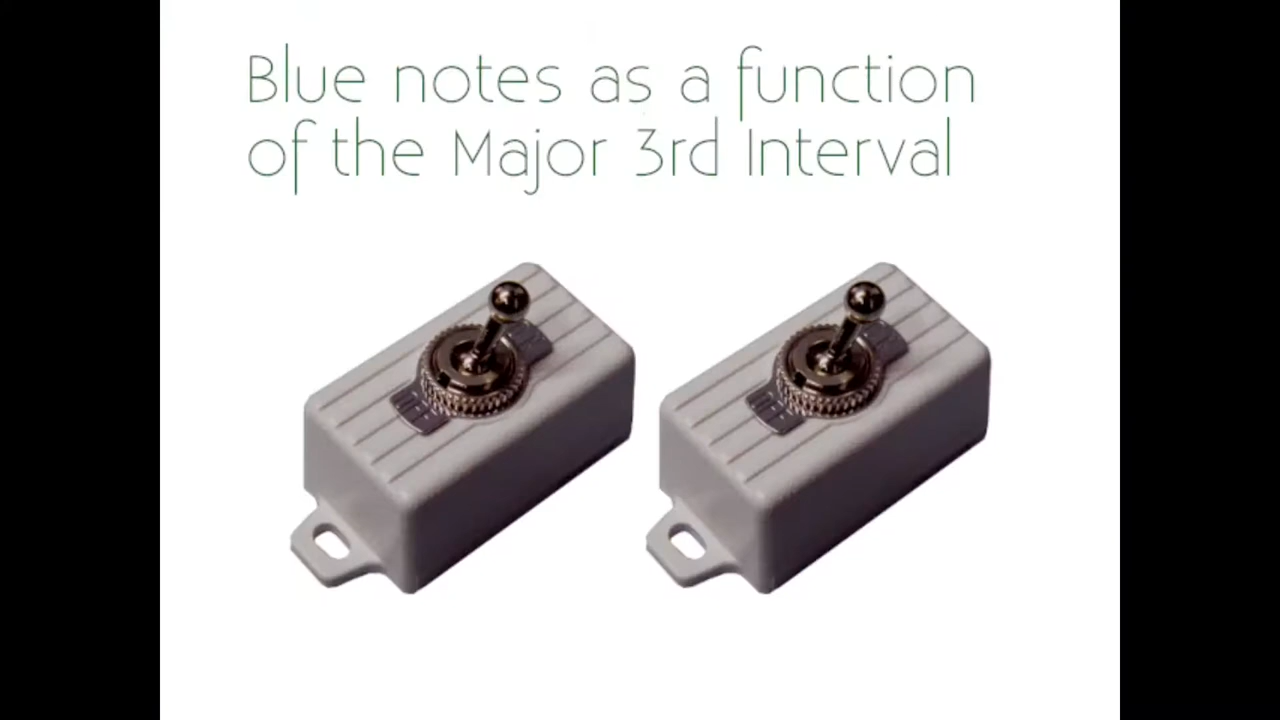 Blue notes as a function
of the Major 3rd Interval